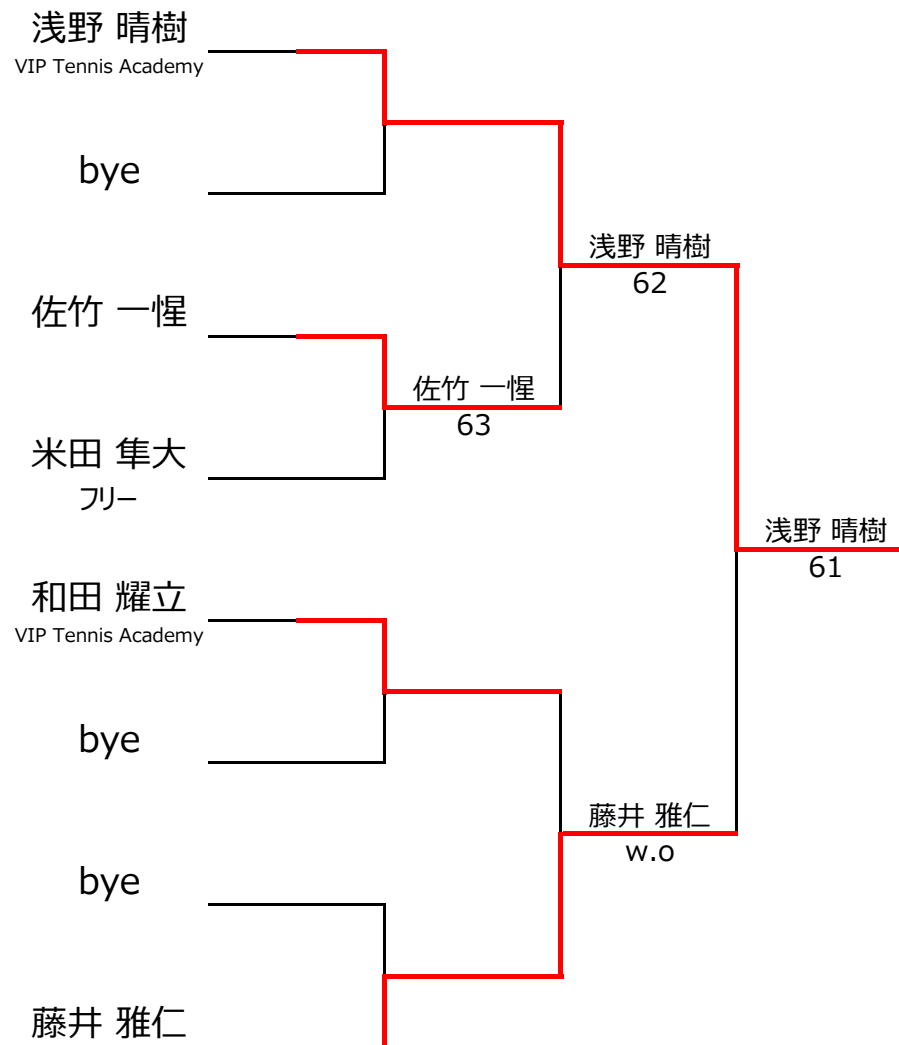 浅野 晴樹
VIP Tennis Academy
bye
浅野 晴樹
62
佐竹 一惺
佐竹 一惺
63
米田 隼大
フリー
浅野 晴樹
61
和田 耀立
VIP Tennis Academy
bye
藤井 雅仁
w.o
bye
藤井 雅仁